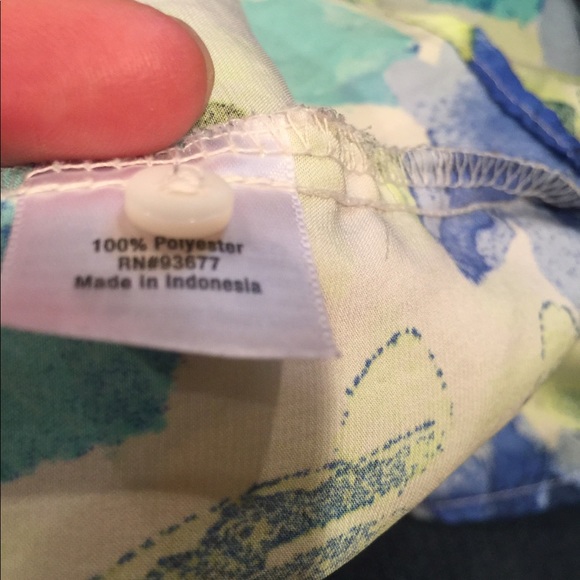 100% Polyester
RN#93677
Made in Indonesia